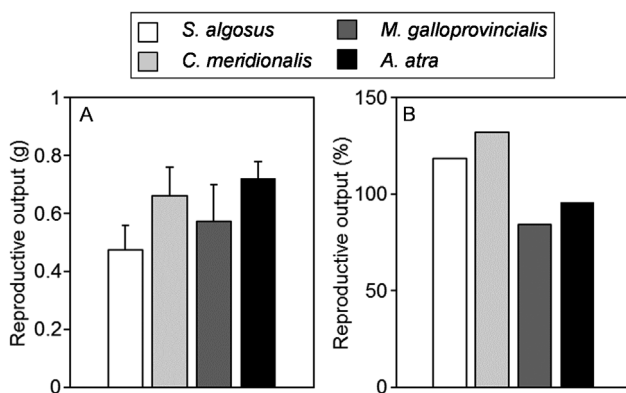 S. algosus
M. galloprovincialis
C. meridionalis
A. atra
A
Reproductive output (g)
1
0.8
0.6
0.4
0.2
0
B
Reproductive output (%)
150
100
50
0